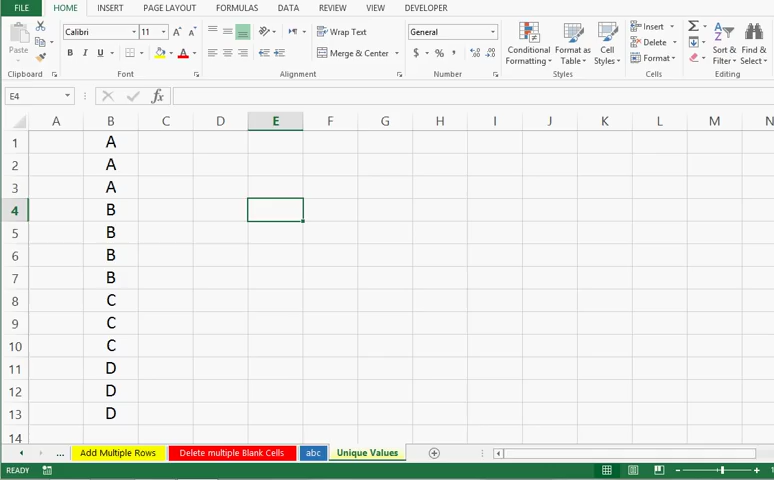 FILE HOME INSERT PAGE LAYOUT FORMULAS DATA REVIEW VIEW DEVELOPER
Calibri 11 A A Wrap Text General Insert Σ
Paste B I U A Merge & Center $ % , Conditional Formatting Format as Table Cell Styles Delete Format Sort & Filter Find & Select
Clipboard Font Alignment Number Styles Cells Editing
E4 fx
A B C D E F G H I J K L M N
1 A
2 A
3 A
4 B
5 B
6 B
7 B
8 C
9 C
10 C
11 D
12 D
13 D
14
... Add Multiple Rows Delete multiple Blank Cells abc Unique Values
READY